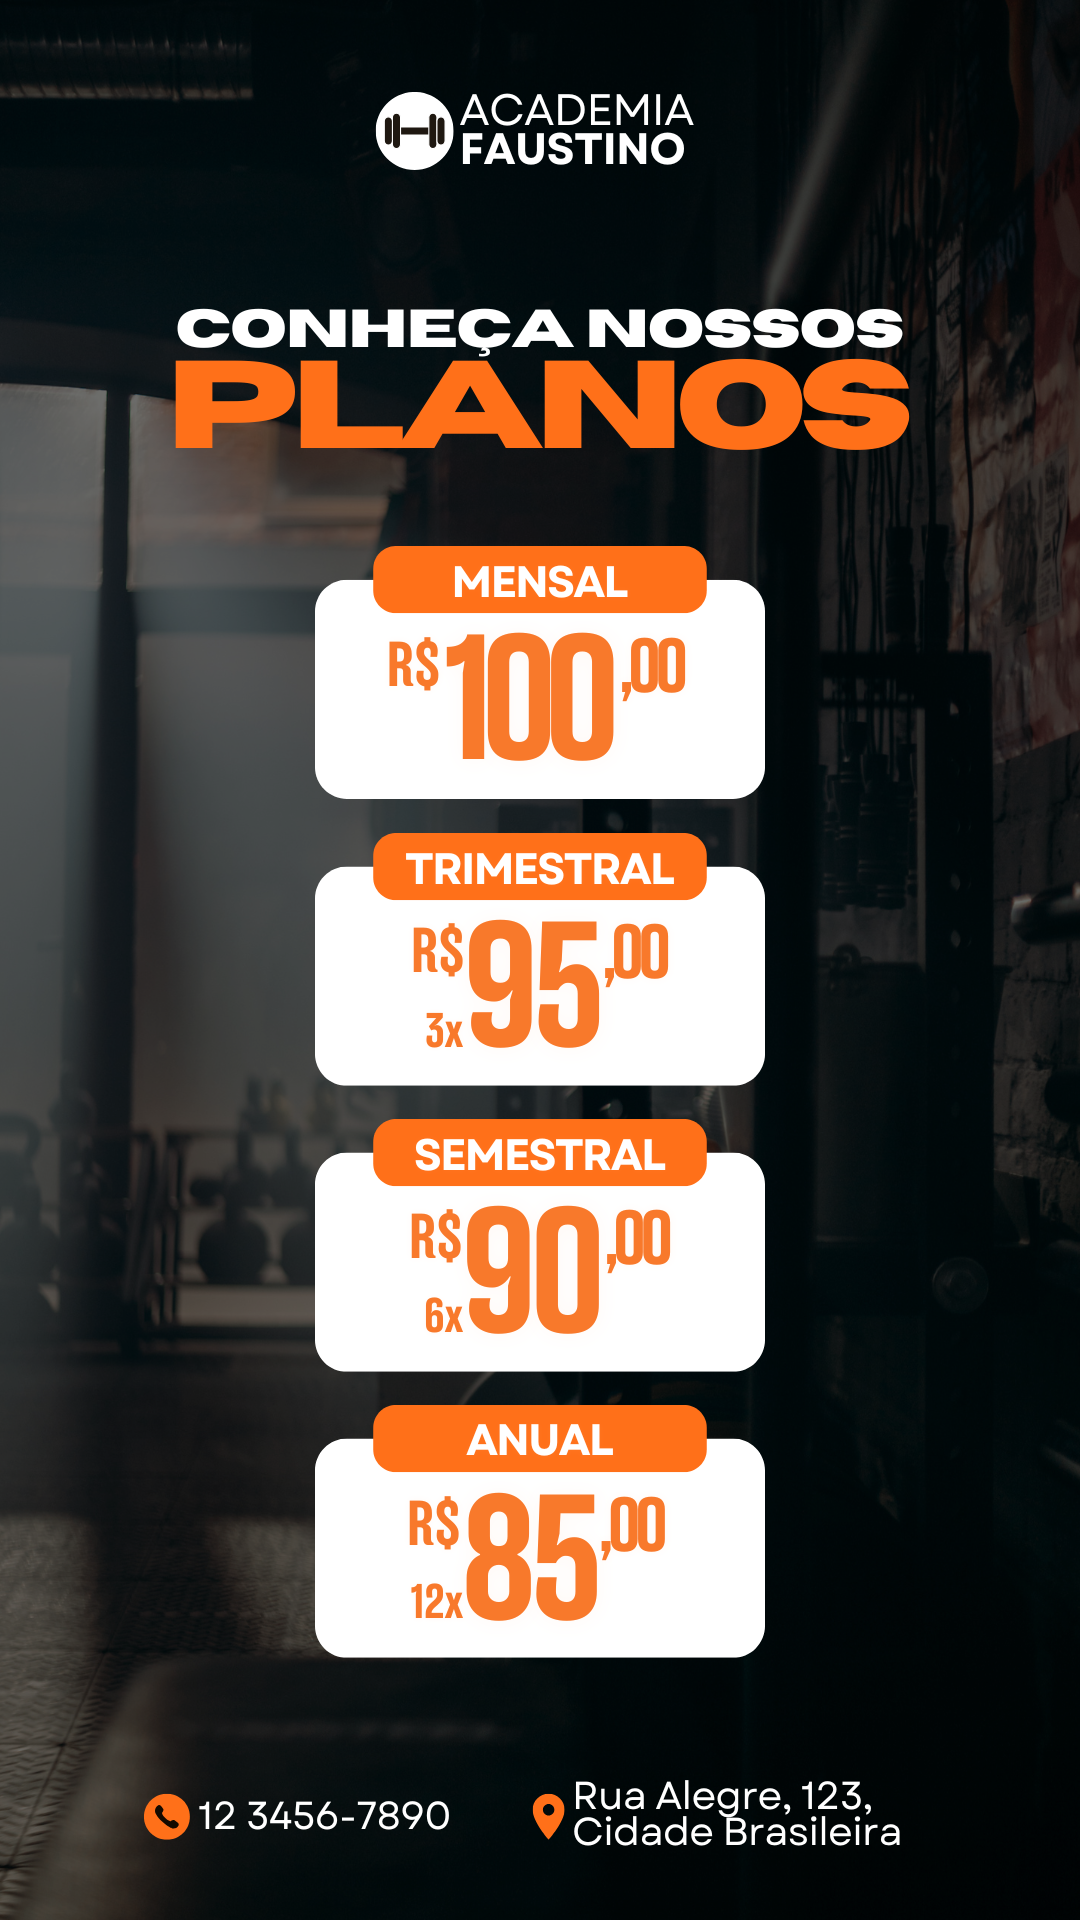 ACADEMIA
FAUSTINO
CONHEÇA NOSSOS
PLANOS
MENSAL
R$100,00
TRIMESTRAL
R$95,00
3x
SEMESTRAL
R$90,00
6x
ANUAL
R$85,00
12x
12 3456-7890
Rua Alegre, 123,
Cidade Brasileira